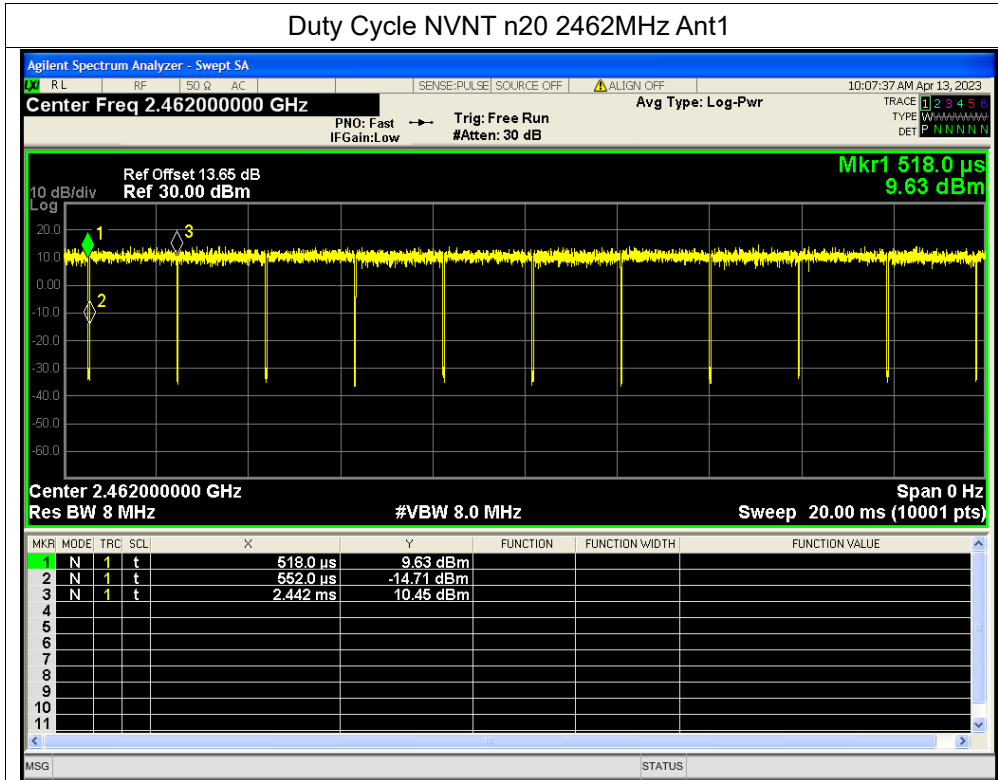 Duty Cycle NVNT n20 2462MHz Ant1
Agilent Spectrum Analyzer - Swept SA
LXI RL RF 50 Ω AC SENSE:PULSE SOURCE OFF ALIGN OFF 10:07:37 AM Apr 13, 2023
Center Freq 2.462000000 GHz Avg Type: Log-Pwr TRACE 1 2 3 4 5 6
PNO: Fast Trig: Free Run TYPE WWWWWW
IFGain:Low #Atten: 30 dB DET P N N N N N
Mkr1 518.0 µs
Ref Offset 13.65 dB
10 dB/div Ref 30.00 dBm 9.63 dBm
Log
20.0
1 3
10.0
0.00
2
-10.0
-20.0
-30.0
-40.0
-50.0
-60.0
Center 2.462000000 GHz Span 0 Hz
Res BW 8 MHz #VBW 8.0 MHz Sweep 20.00 ms (10001 pts)
MKR MODE TRC SCL X Y FUNCTION FUNCTION WIDTH FUNCTION VALUE
1 N 1 t 518.0 µs 9.63 dBm
2 N 1 t 552.0 µs -14.71 dBm
3 N 1 t 2.442 ms 10.45 dBm
4
5
6
7
8
9
10
11
MSG STATUS